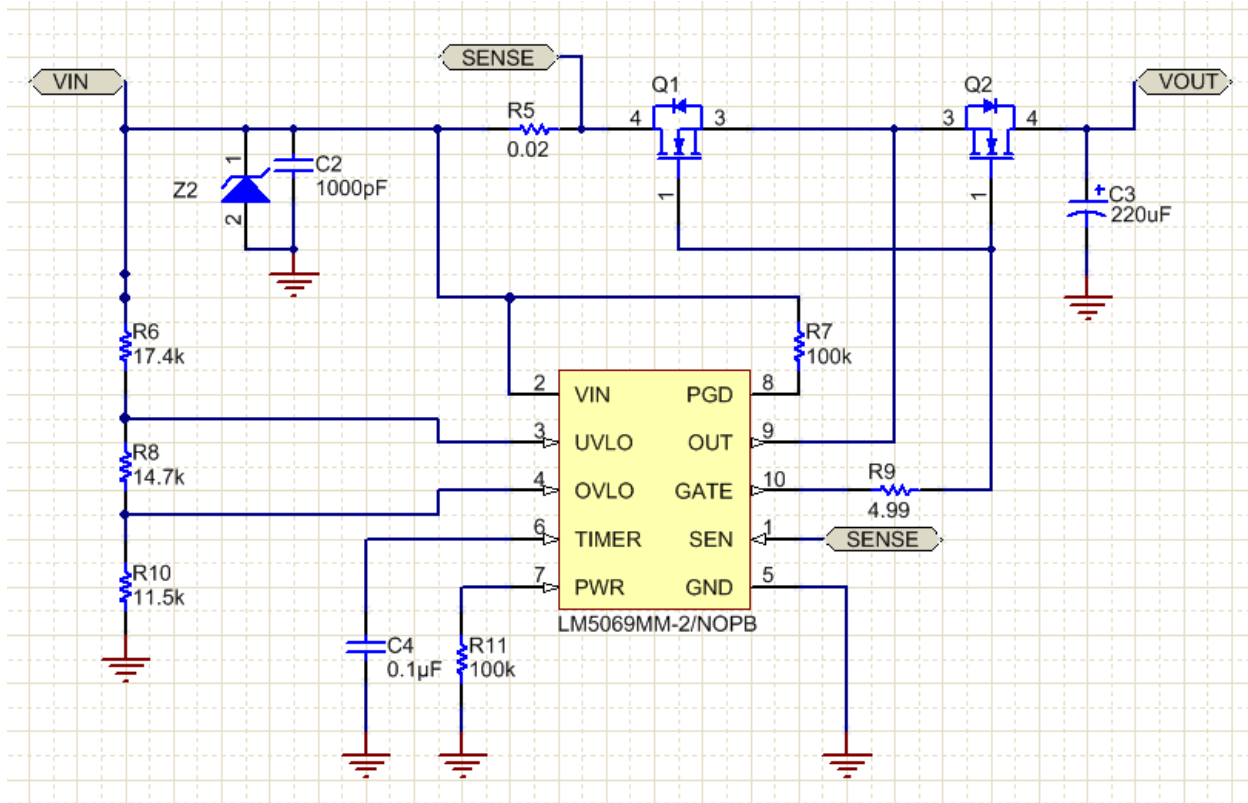 SENSE
VIN
Q1
Q2
VOUT
R5
4
3
3
4
0.02
1
C2
1000pF
Z2
2
1
1
C3
220uF
+
R6
17.4k
R7
100k
2
VIN
PGD
8
3
UVLO
OUT
9
R8
14.7k
4
OVLO
GATE
10
R9
4.99
6
TIMER
SEN
1
SENSE
R10
11.5k
7
PWR
GND
5
LM5069MM-2/NOPB
C4
0.1µF
R11
100k